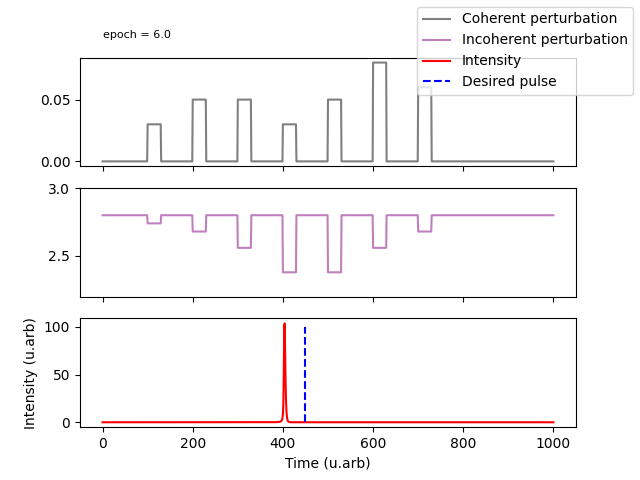 epoch = 6.0
Coherent perturbation
Incoherent perturbation
Intensity
Desired pulse
0.05
0.00
3.0
2.5
100
50
0
Intensity (u.arb)
0 200 400 600 800 1000
Time (u.arb)